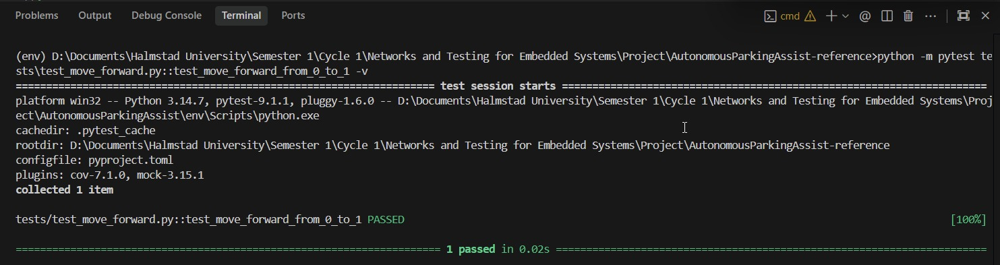 Problems Output Debug Console Terminal Ports cmd
(env) D:\Documents\Halmstad University\Semester 1\Cycle 1\Networks and Testing for Embedded Systems\Project\AutonomousParkingAssist-reference>python -m pytest te
sts\test_move_forward.py::test_move_forward_from_0_to_1 -v
===================================================================== test session starts ======================================================================
platform win32 -- Python 3.14.7, pytest-9.1.1, pluggy-1.6.0 -- D:\Documents\Halmstad University\Semester 1\Cycle 1\Networks and Testing for Embedded Systems\Proj
ect\AutonomousParkingAssist\env\Scripts\python.exe
cachedir: .pytest_cache
rootdir: D:\Documents\Halmstad University\Semester 1\Cycle 1\Networks and Testing for Embedded Systems\Project\AutonomousParkingAssist-reference
configfile: pyproject.toml
plugins: cov-7.1.0, mock-3.15.1
collected 1 item
tests/test_move_forward.py::test_move_forward_from_0_to_1 PASSED [100%]
====================================================================== 1 passed in 0.02s =======================================================================